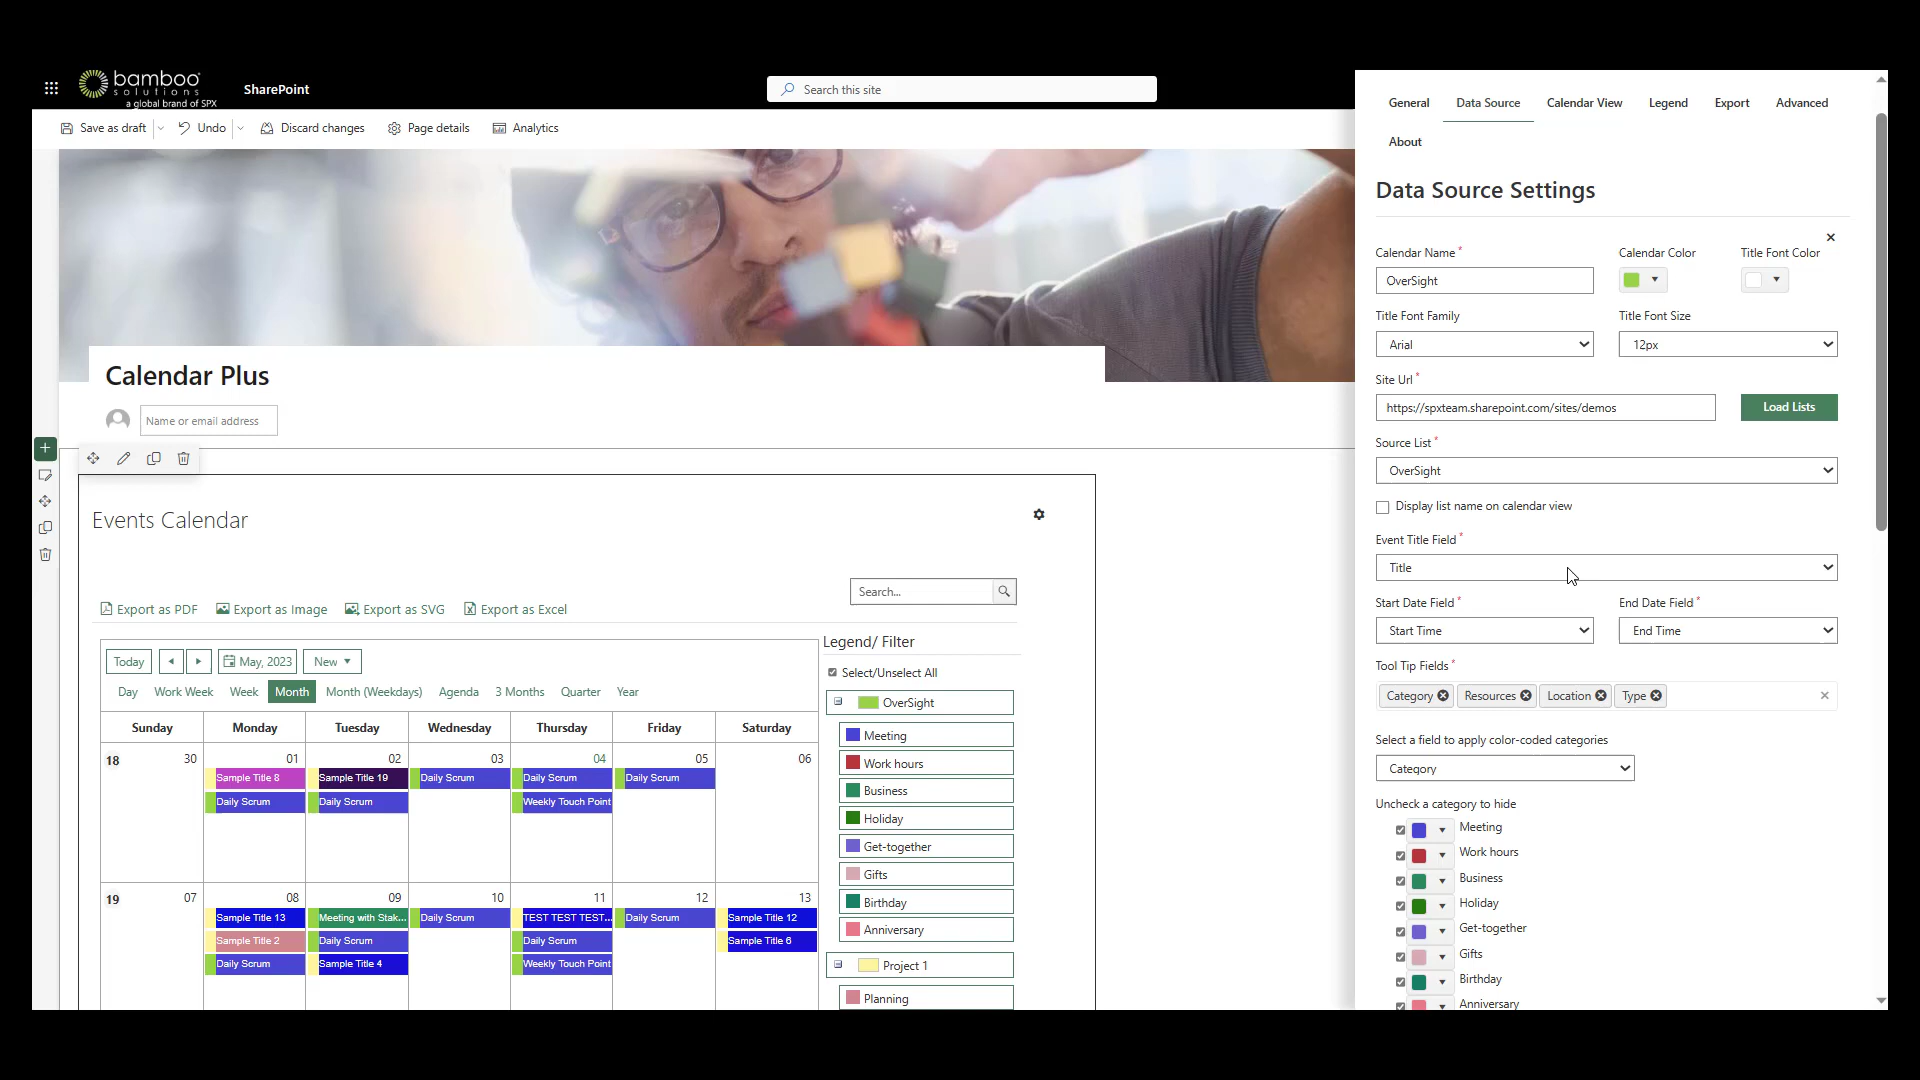 bamboo
solutions
a global brand of SPX
SharePoint
Search this site
Save as draft
Undo
Discard changes
Page details
Analytics
Calendar Plus
Name or email address
Events Calendar
Search...
Export as PDF
Export as Image
Export as SVG
Export as Excel
Today
May, 2023
New
Day
Work Week
Week
Month
Month (Weekdays)
Agenda
3 Months
Quarter
Year
Sunday
Monday
Tuesday
Wednesday
Thursday
Friday
Saturday
18
30
01
02
03
04
05
06
Sample Title 8
Sample Title 19
Daily Scrum
Daily Scrum
Daily Scrum
Daily Scrum
Daily Scrum
Weekly Touch Point
19
07
08
09
10
11
12
13
Sample Title 13
Meeting with Stak...
Daily Scrum
TEST TEST TEST...
Daily Scrum
Sample Title 12
Sample Title 2
Daily Scrum
Daily Scrum
Sample Title 6
Daily Scrum
Sample Title 4
Weekly Touch Point
Legend/ Filter
Select/Unselect All
OverSight
Meeting
Work hours
Business
Holiday
Get-together
Gifts
Birthday
Anniversary
Project 1
Planning
General
Data Source
Calendar View
Legend
Export
Advanced
About
Data Source Settings
Calendar Name *
Calendar Color
Title Font Color
OverSight
Title Font Family
Title Font Size
Arial
12px
Site Url *
https://spxteam.sharepoint.com/sites/demos
Load Lists
Source List *
OverSight
Display list name on calendar view
Event Title Field *
Title
Start Date Field *
End Date Field *
Start Time
End Time
Tool Tip Fields *
Category
Resources
Location
Type
Select a field to apply color-coded categories
Category
Uncheck a category to hide
Meeting
Work hours
Business
Holiday
Get-together
Gifts
Birthday
Anniversary